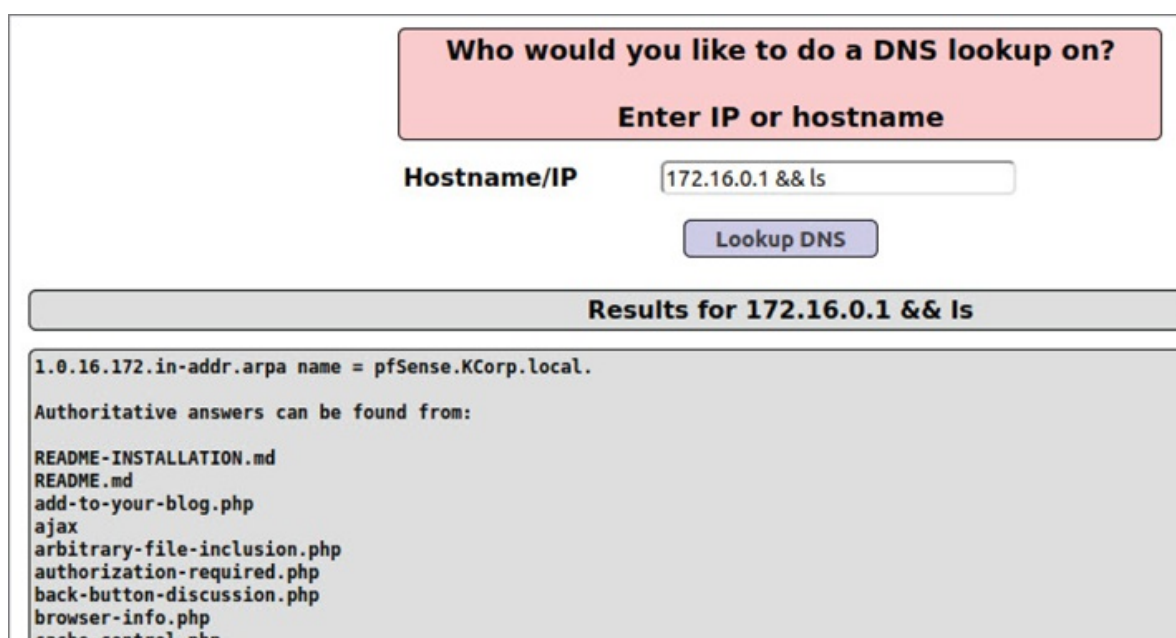 Who would you like to do a DNS lookup on?
Enter IP or hostname
Hostname/IP
172.16.0.1 && ls
Lookup DNS
Results for 172.16.0.1 && ls
1.0.16.172.in-addr.arpa name = pfSense.KCorp.local.
Authoritative answers can be found from:
README-INSTALLATION.md
README.md
add-to-your-blog.php
ajax
arbitrary-file-inclusion.php
authorization-required.php
back-button-discussion.php
browser-info.php